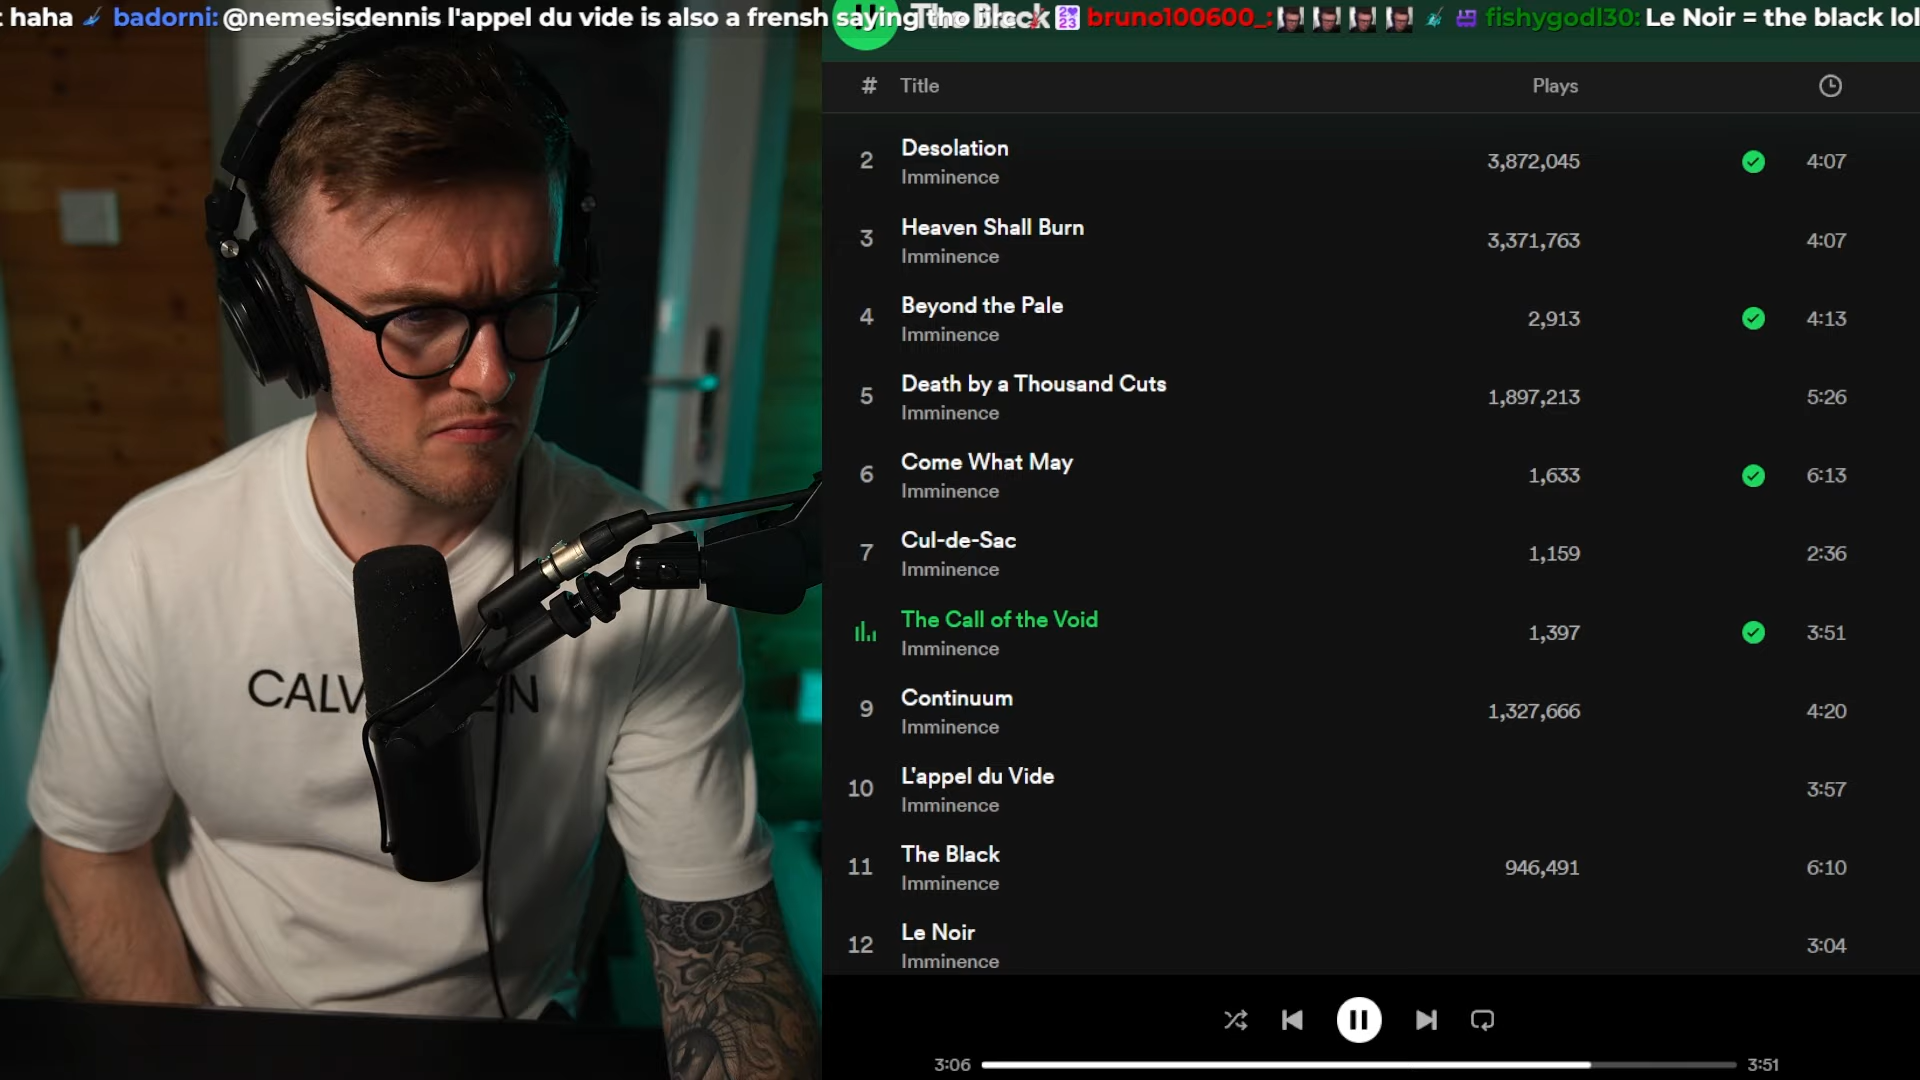 t haha badorni: @nemesisdennis l'appel du vide is also a frensh saying tho
bruno100600_: fishygodl30: Le Noir = the black lol
The Black
# Title Plays
2 Desolation 3,872,045 4:07
Imminence
3 Heaven Shall Burn 3,371,763 4:07
Imminence
4 Beyond the Pale 2,913 4:13
Imminence
5 Death by a Thousand Cuts 1,897,213 5:26
Imminence
6 Come What May 1,633 6:13
Imminence
7 Cul-de-Sac 1,159 2:36
Imminence
The Call of the Void 1,397 3:51
Imminence
9 Continuum 1,327,666 4:20
Imminence
10 L'appel du Vide 3:57
Imminence
11 The Black 946,491 6:10
Imminence
12 Le Noir 3:04
Imminence
3:06 3:51
CALV IN